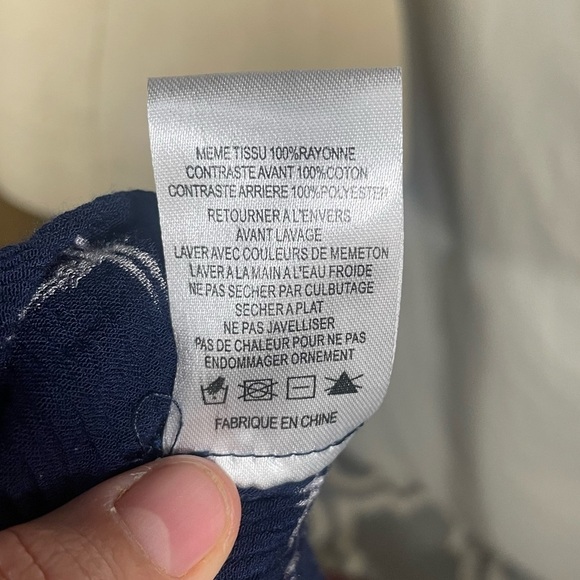 MEME TISSU 100%RAYONNE
CONTRASTE AVANT 100%COTON
CONTRASTE ARRIERE 100%POLYESTER
RETOURNER A L'ENVERS
AVANT LAVAGE
LAVER AVEC COULEURS DE MEMETON
LAVER A LA MAIN A L'EAU FROIDE
NE PAS SECHER PAR CULBUTAGE
SECHER A PLAT
NE PAS JAVELLISER
PAS DE CHALEUR POUR NE PAS
ENDOMMAGER ORNEMENT
FABRIQUE EN CHINE